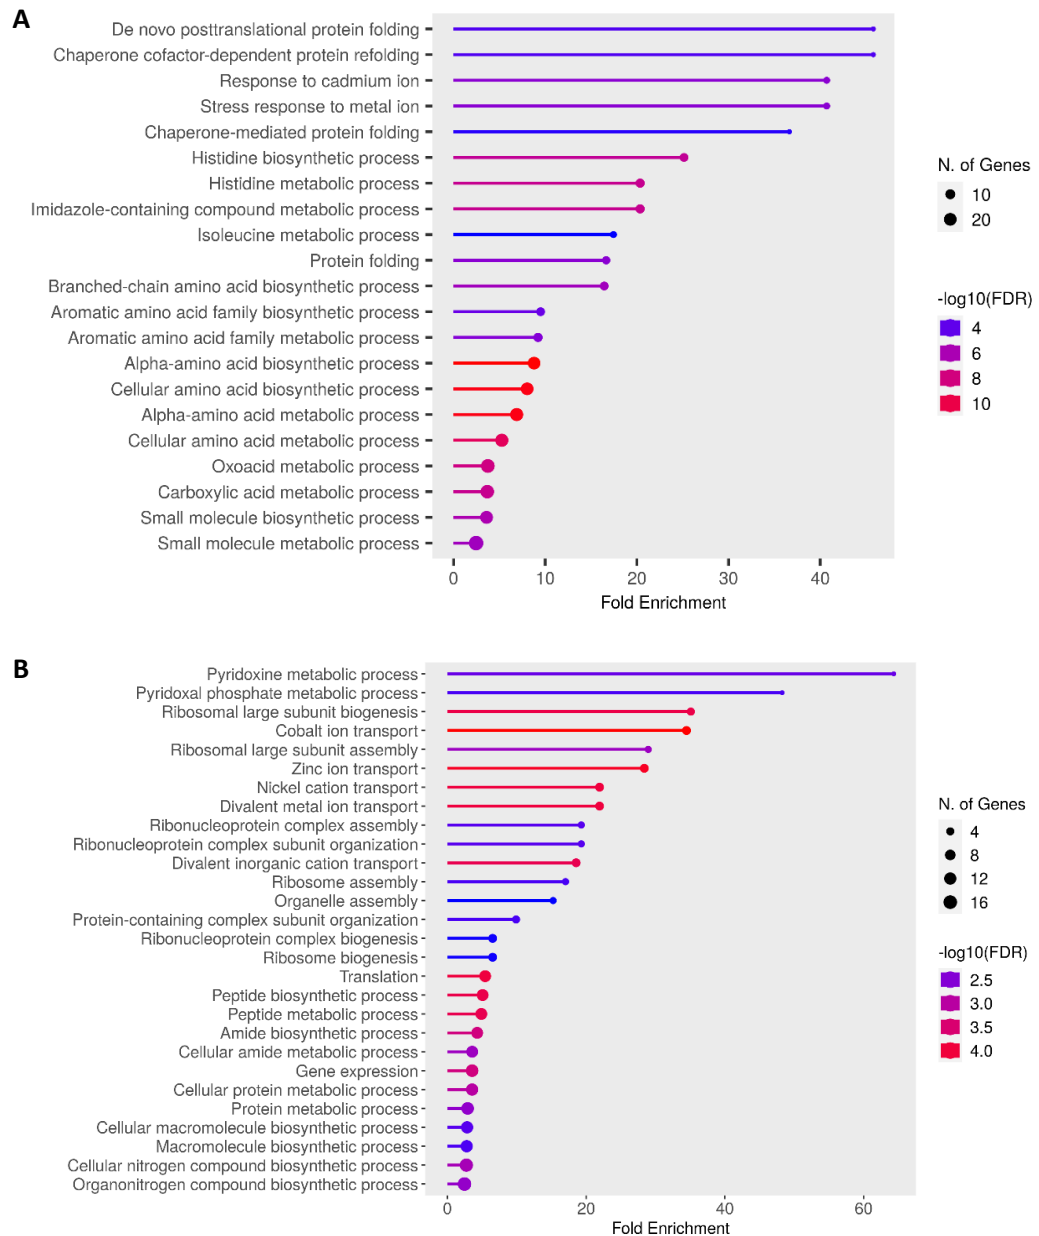 A
De novo posttranslational protein folding
Chaperone cofactor-dependent protein refolding
Response to cadmium ion
Stress response to metal ion
Chaperone-mediated protein folding
Histidine biosynthetic process
Histidine metabolic process
Imidazole-containing compound metabolic process
Isoleucine metabolic process
Protein folding
Branched-chain amino acid biosynthetic process
Aromatic amino acid family biosynthetic process
Aromatic amino acid family metabolic process
Alpha-amino acid biosynthetic process
Cellular amino acid biosynthetic process
Alpha-amino acid metabolic process
Cellular amino acid metabolic process
Oxoacid metabolic process
Carboxylic acid metabolic process
Small molecule biosynthetic process
Small molecule metabolic process
0 10 20 30 40
Fold Enrichment
N. of Genes
10
20
-log10(FDR)
4
6
8
10
B
Pyridoxine metabolic process
Pyridoxal phosphate metabolic process
Ribosomal large subunit biogenesis
Cobalt ion transport
Ribosomal large subunit assembly
Zinc ion transport
Nickel cation transport
Divalent metal ion transport
Ribonucleoprotein complex assembly
Ribonucleoprotein complex subunit organization
Divalent inorganic cation transport
Ribosome assembly
Organelle assembly
Protein-containing complex subunit organization
Ribonucleoprotein complex biogenesis
Ribosome biogenesis
Translation
Peptide biosynthetic process
Peptide metabolic process
Amide biosynthetic process
Cellular amide metabolic process
Gene expression
Cellular protein metabolic process
Protein metabolic process
Cellular macromolecule biosynthetic process
Macromolecule biosynthetic process
Cellular nitrogen compound biosynthetic process
Organonitrogen compound biosynthetic process
0 20 40 60
Fold Enrichment
N. of Genes
4
8
12
16
-log10(FDR)
2.5
3.0
3.5
4.0